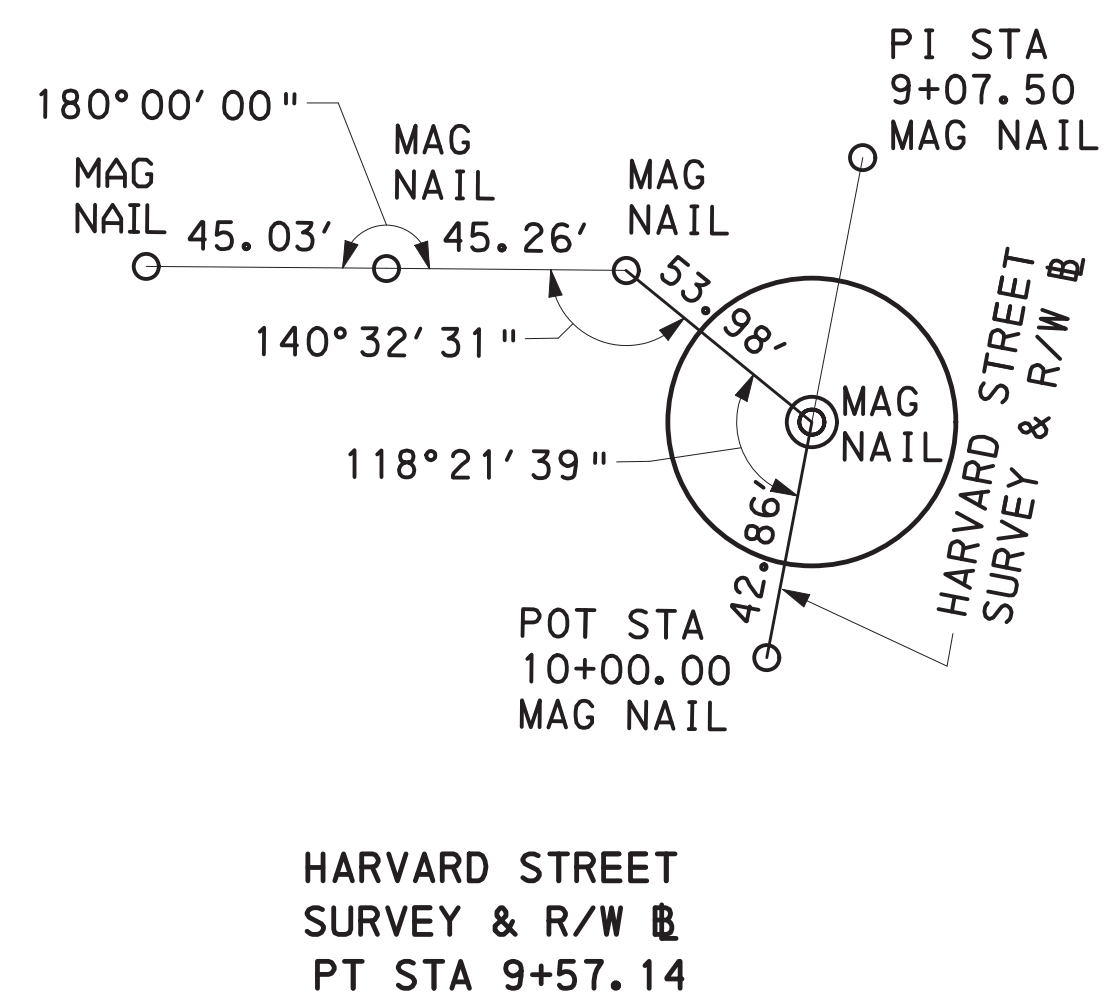 PI STA
9+07.50
MAG NAIL
180°00'00"
MAG
NAIL
MAG
NAIL
MAG
NAIL
45.03'
45.26'
53.98'
140°32'31"
MAG
NAIL
118°21'39"
42.86'
HARVARD STREET
SURVEY & R/W BL
POT STA
10+00.00
MAG NAIL
HARVARD STREET
SURVEY & R/W BL
PT STA 9+57.14